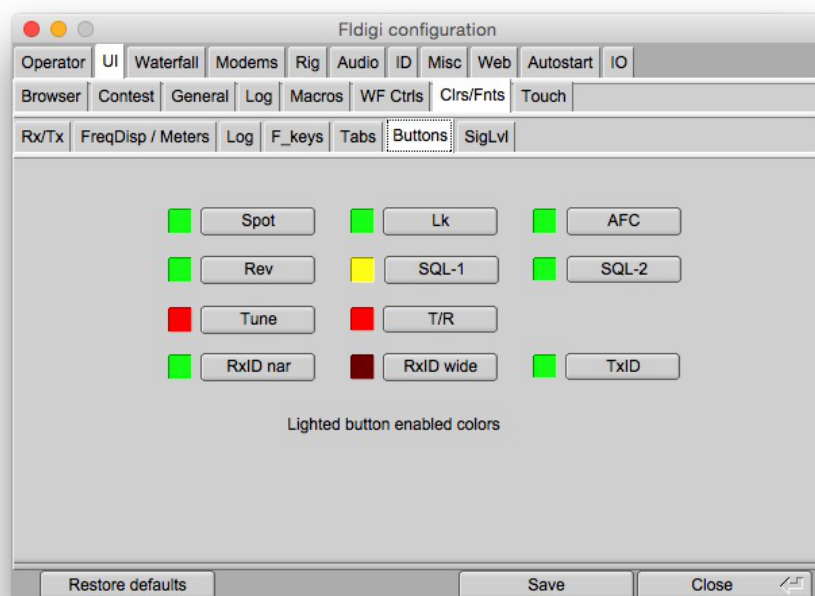 Fldigi configuration
Operator UI Waterfall Modems Rig Audio ID Misc Web Autostart IO
Browser Contest General Log Macros WF Ctrls Clrs/Fnts Touch
Rx/Tx FreqDisp / Meters Log F_keys Tabs Buttons SigLvl
Spot Lk AFC
Rev SQL-1 SQL-2
Tune T/R
RxID nar RxID wide TxID
Lighted button enabled colors
Restore defaults Save Close